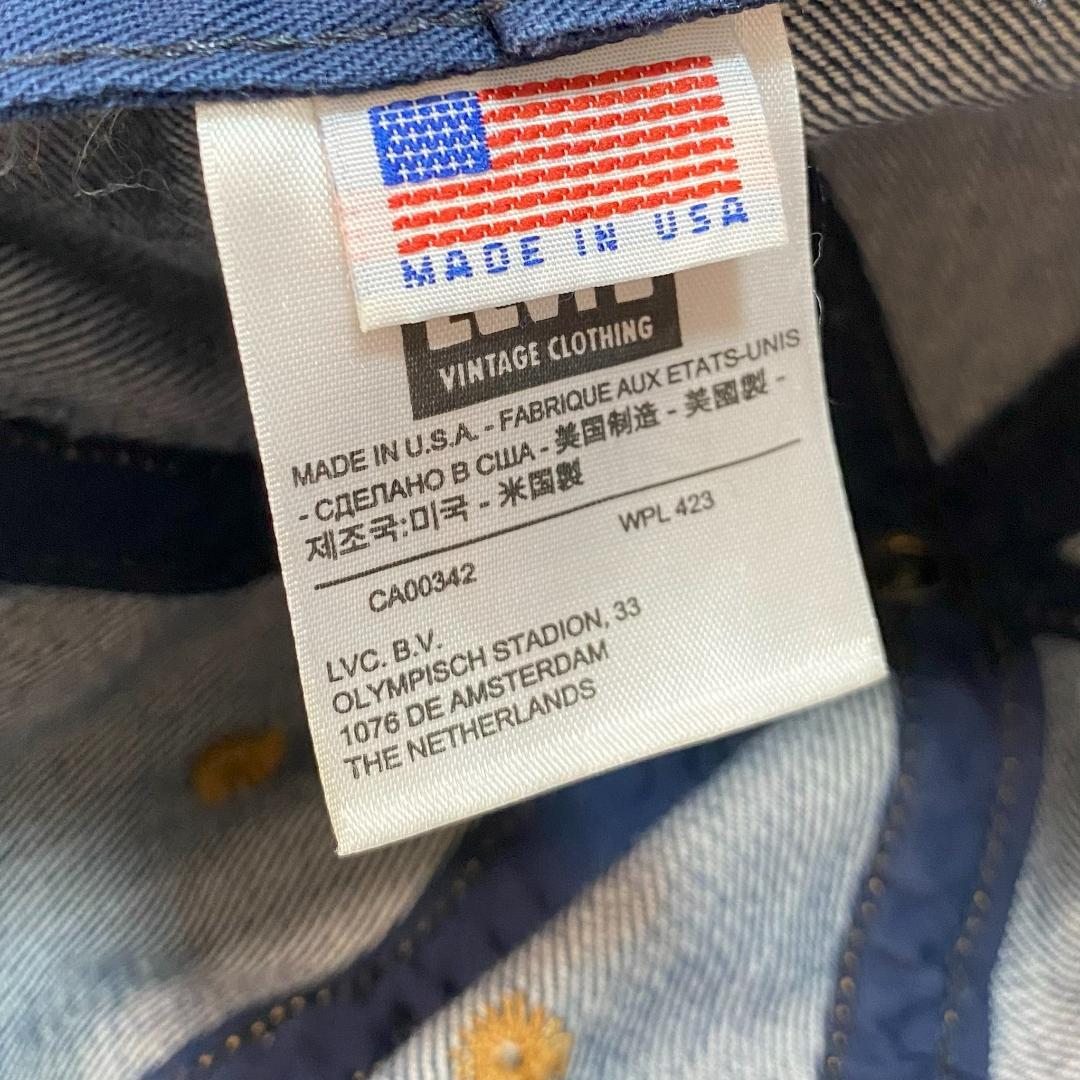 MADE IN USA
VINTAGE CLOTHING
MADE IN U.S.A. - FABRIQUE AUX ETATS-UNIS
- СДЕЛАНО В США - 美国制造 - 美國製 -
제조국:미국 - 米国製
WPL 423
CA00342
LVC. B.V.
OLYMPISCH STADION, 33
1076 DE AMSTERDAM
THE NETHERLANDS